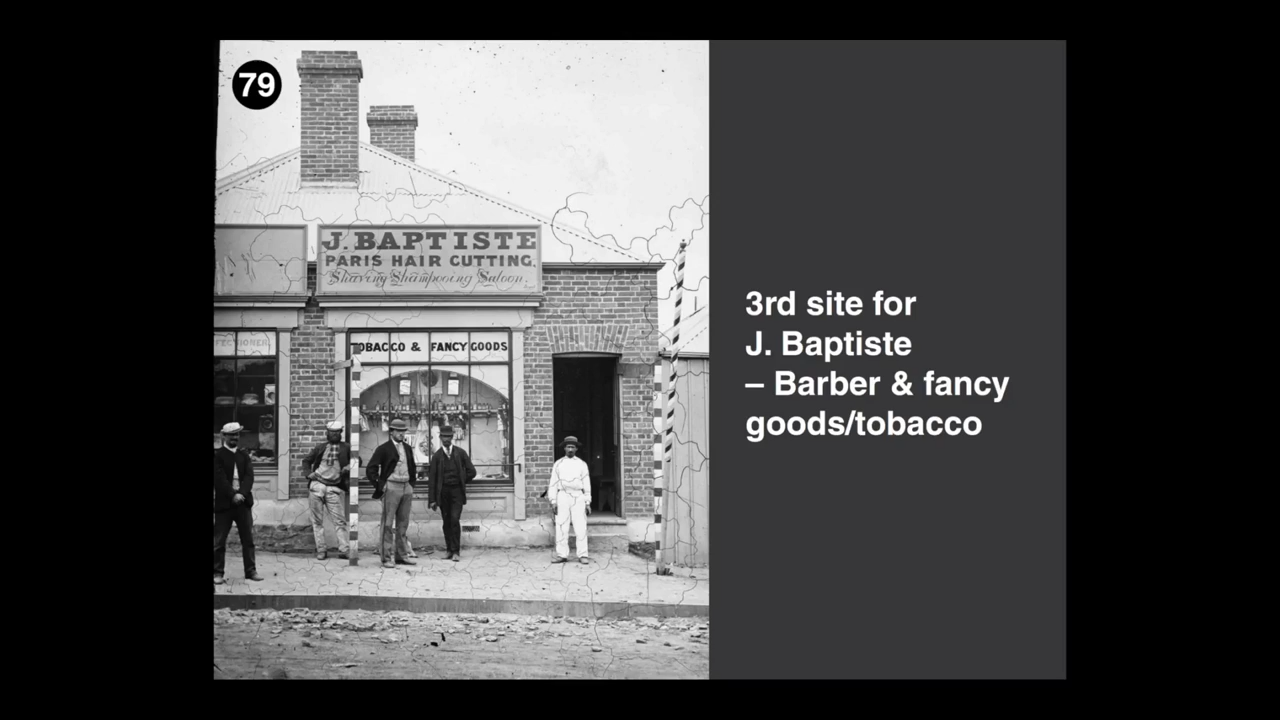 79
J. BAPTISTE
PARIS HAIR CUTTING.
Shaving Shampooing Saloon.
FECTIONER.
TOBACCO & FANCY GOODS
3rd site for
J. Baptiste
– Barber & fancy
goods/tobacco